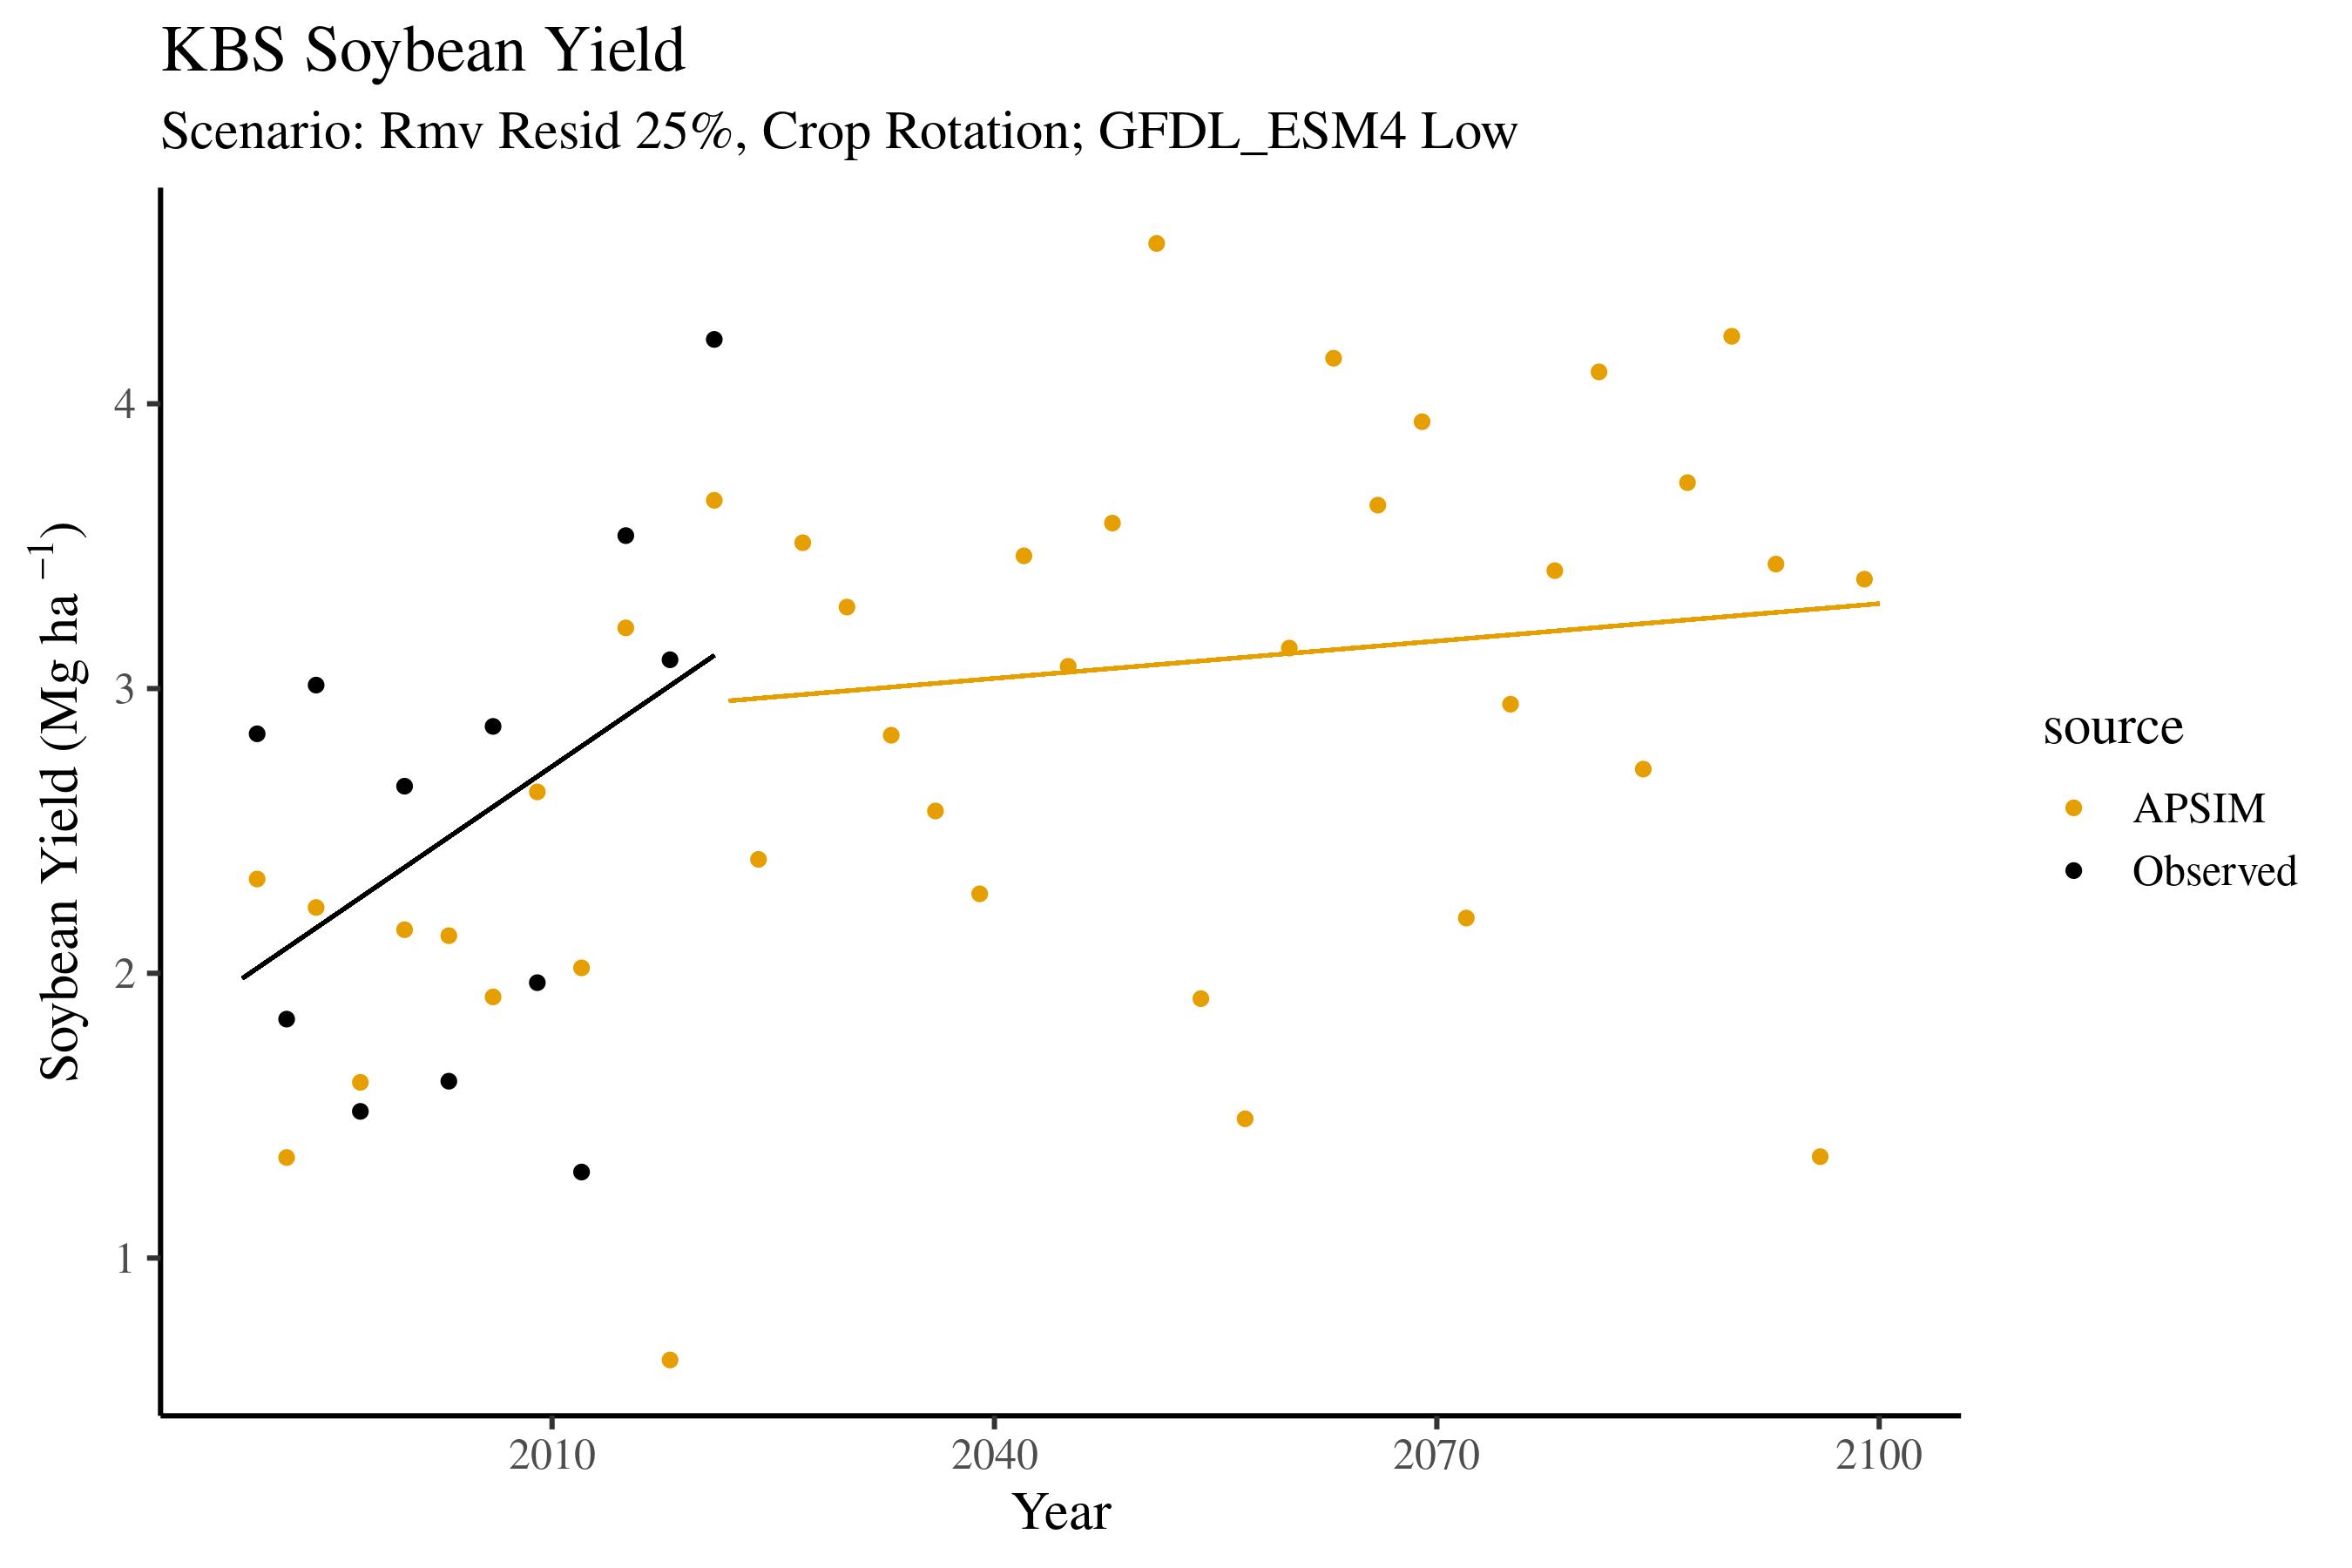 KBS Soybean Yield
Scenario: Rmv Resid 25%, Crop Rotation; GFDL_ESM4 Low
Soybean Yield (Mg ha −1)
4
3
2
1
2010
2040
2070
2100
Year
source
APSIM
Observed